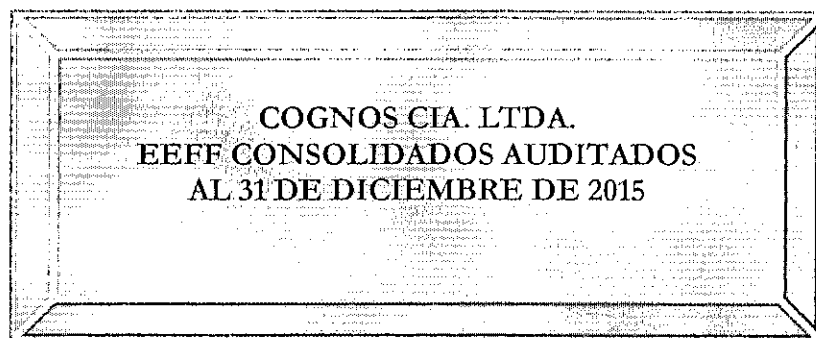 COGNOS CIA. LTDA.
EEFF CONSOLIDADOS AUDITADOS
AL 31 DE DICIEMBRE DE 2015